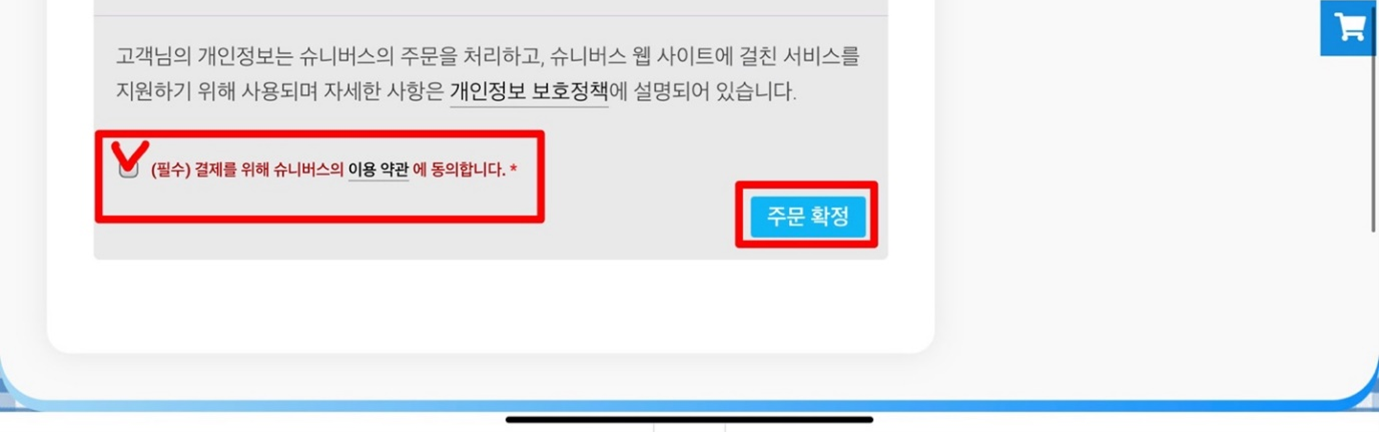 고객님의 개인정보는 슈니버스의 주문을 처리하고, 슈니버스 웹 사이트에 걸친 서비스를
지원하기 위해 사용되며 자세한 사항은 개인정보 보호정책에 설명되어 있습니다.
(필수) 결제를 위해 슈니버스의 이용 약관 에 동의합니다. *
주문 확정